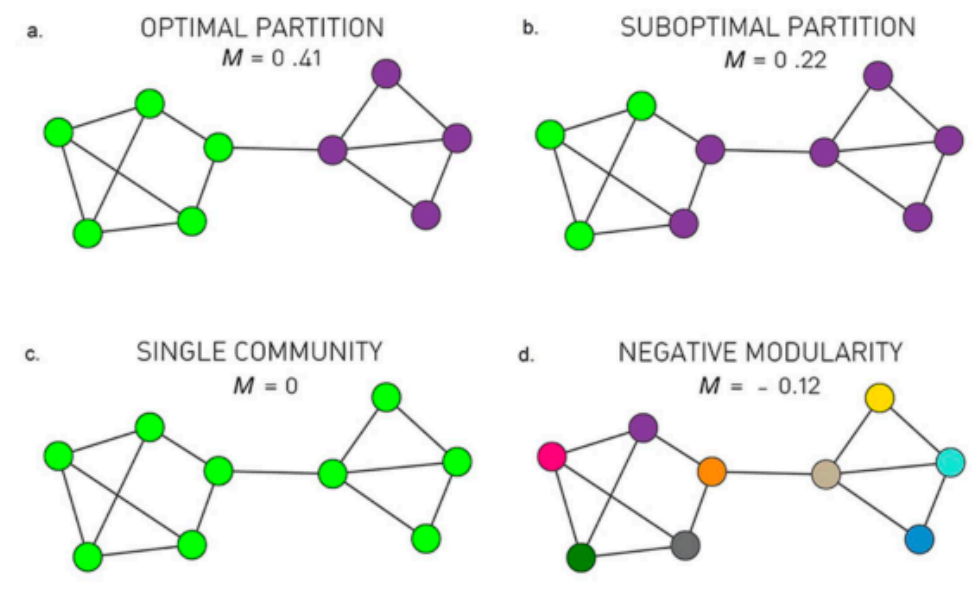 a.
OPTIMAL PARTITION
M = 0 .41
b.
SUBOPTIMAL PARTITION
M = 0 .22
c.
SINGLE COMMUNITY
M = 0
d.
NEGATIVE MODULARITY
M = - 0.12